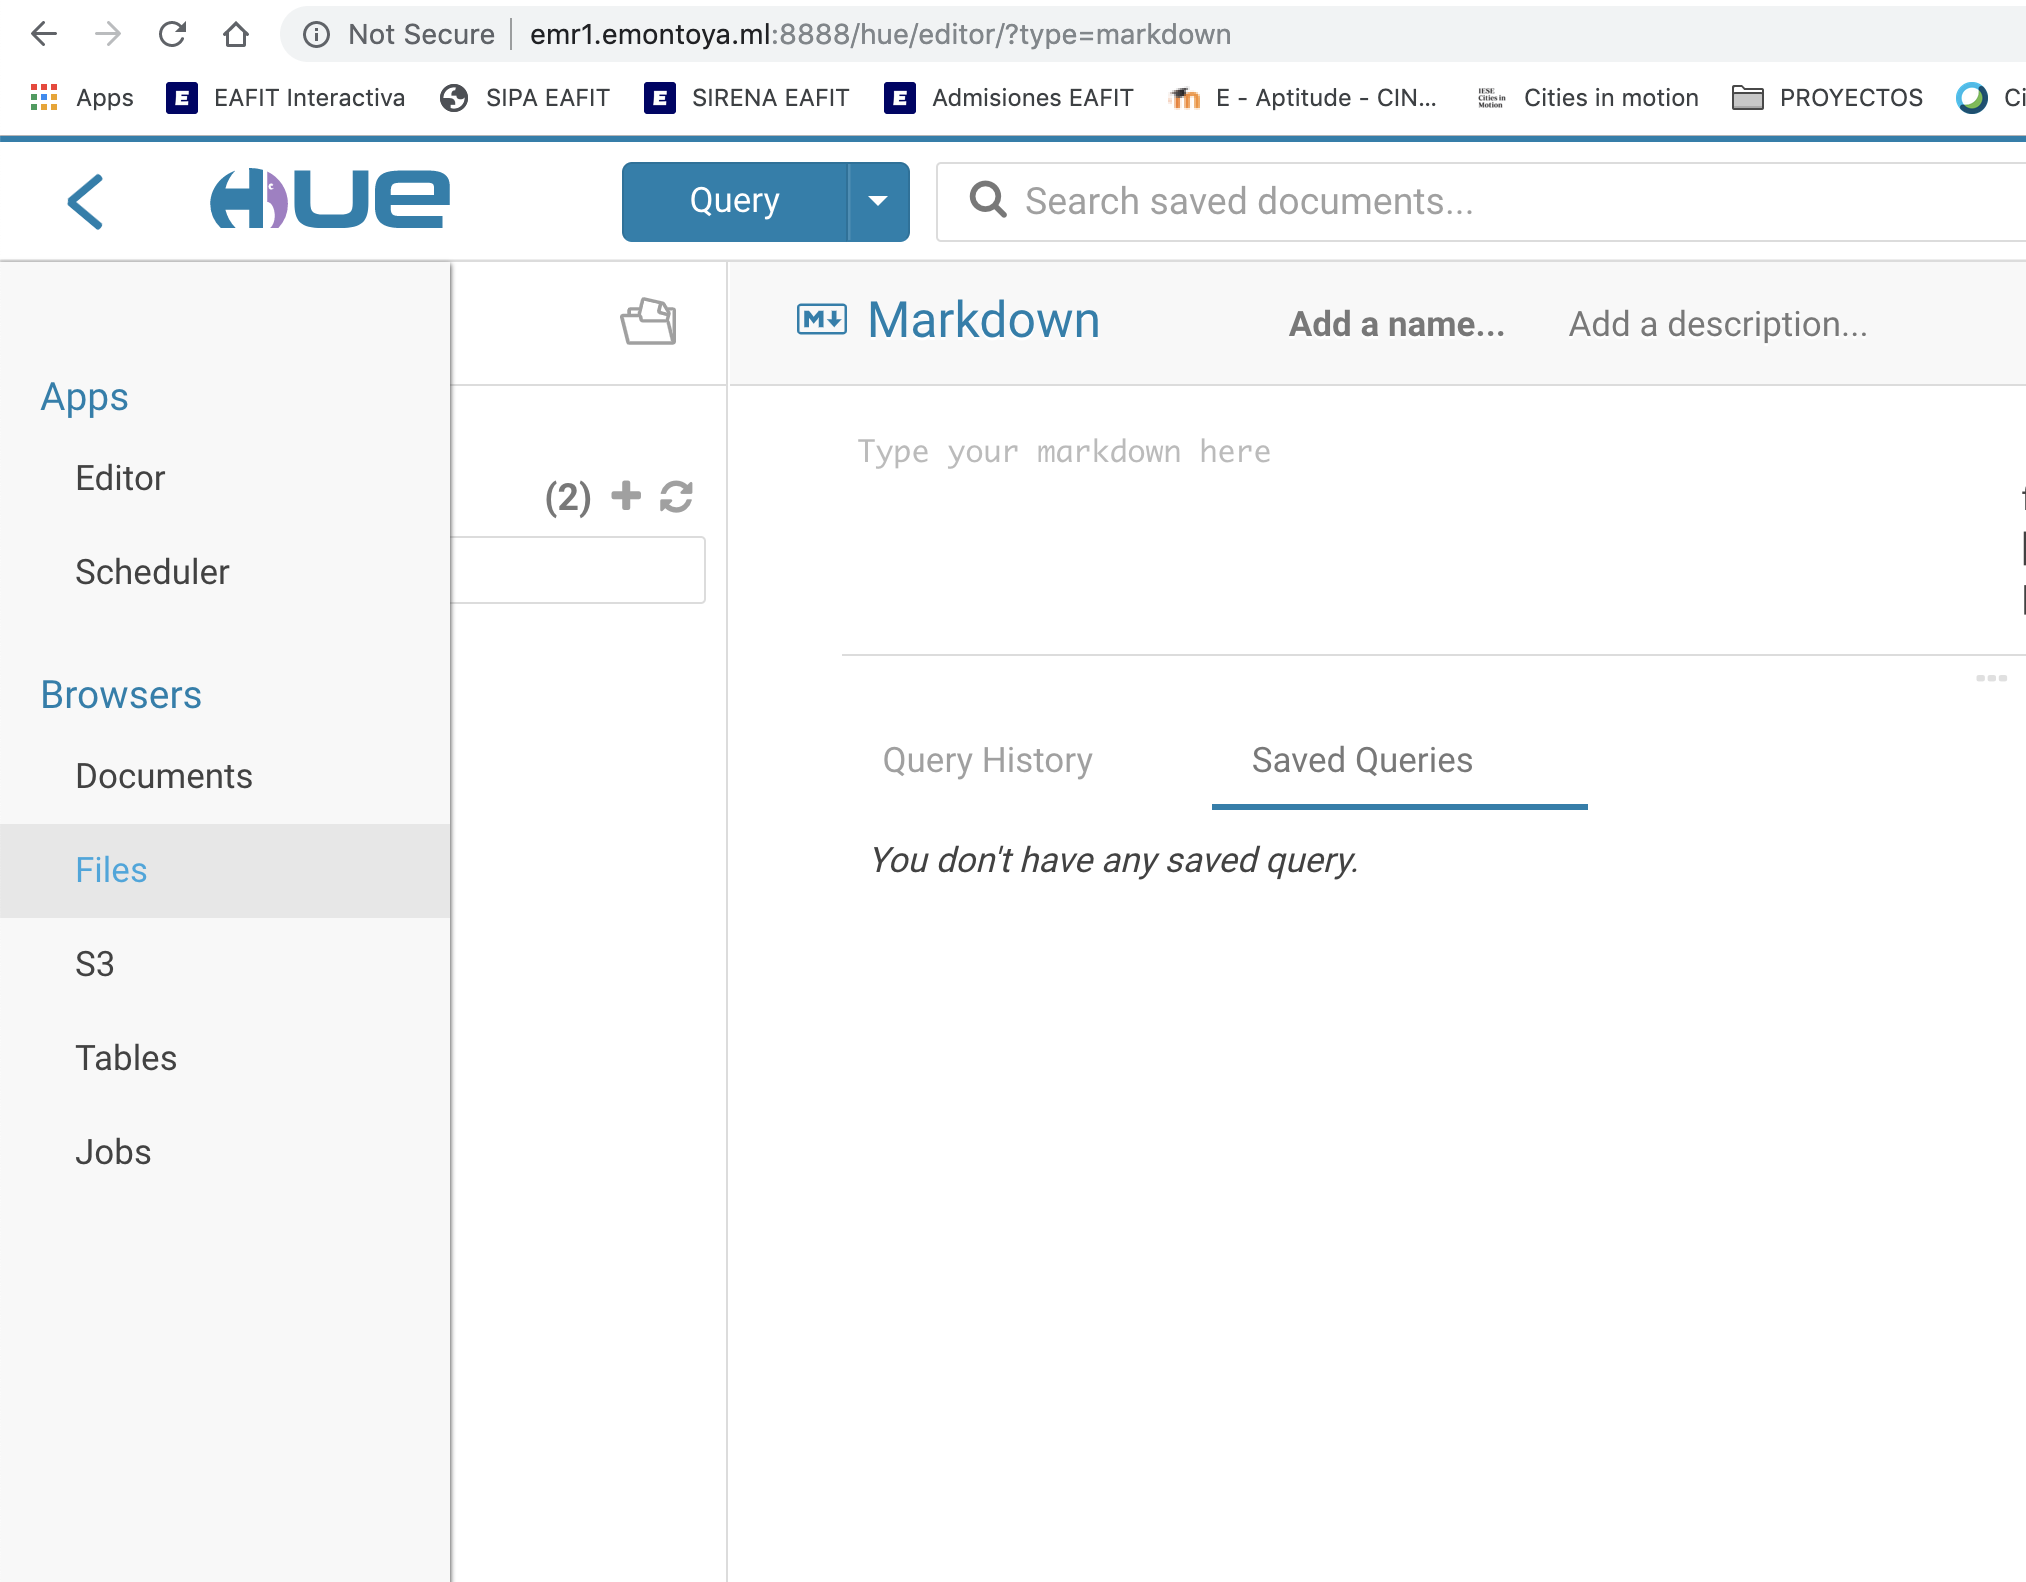 Not Secure emr1.emontoya.ml:8888/hue/editor/?type=markdown
Apps EAFIT Interactiva SIPA EAFIT SIRENA EAFIT Admisiones EAFIT E - Aptitude - CIN... Cities in motion PROYECTOS Ci
HUE Query Search saved documents...
Markdown Add a name... Add a description...
Apps
Editor
Scheduler
Browsers
Documents
Files
S3
Tables
Jobs
(2)
Type your markdown here
Query History Saved Queries
You don't have any saved query.